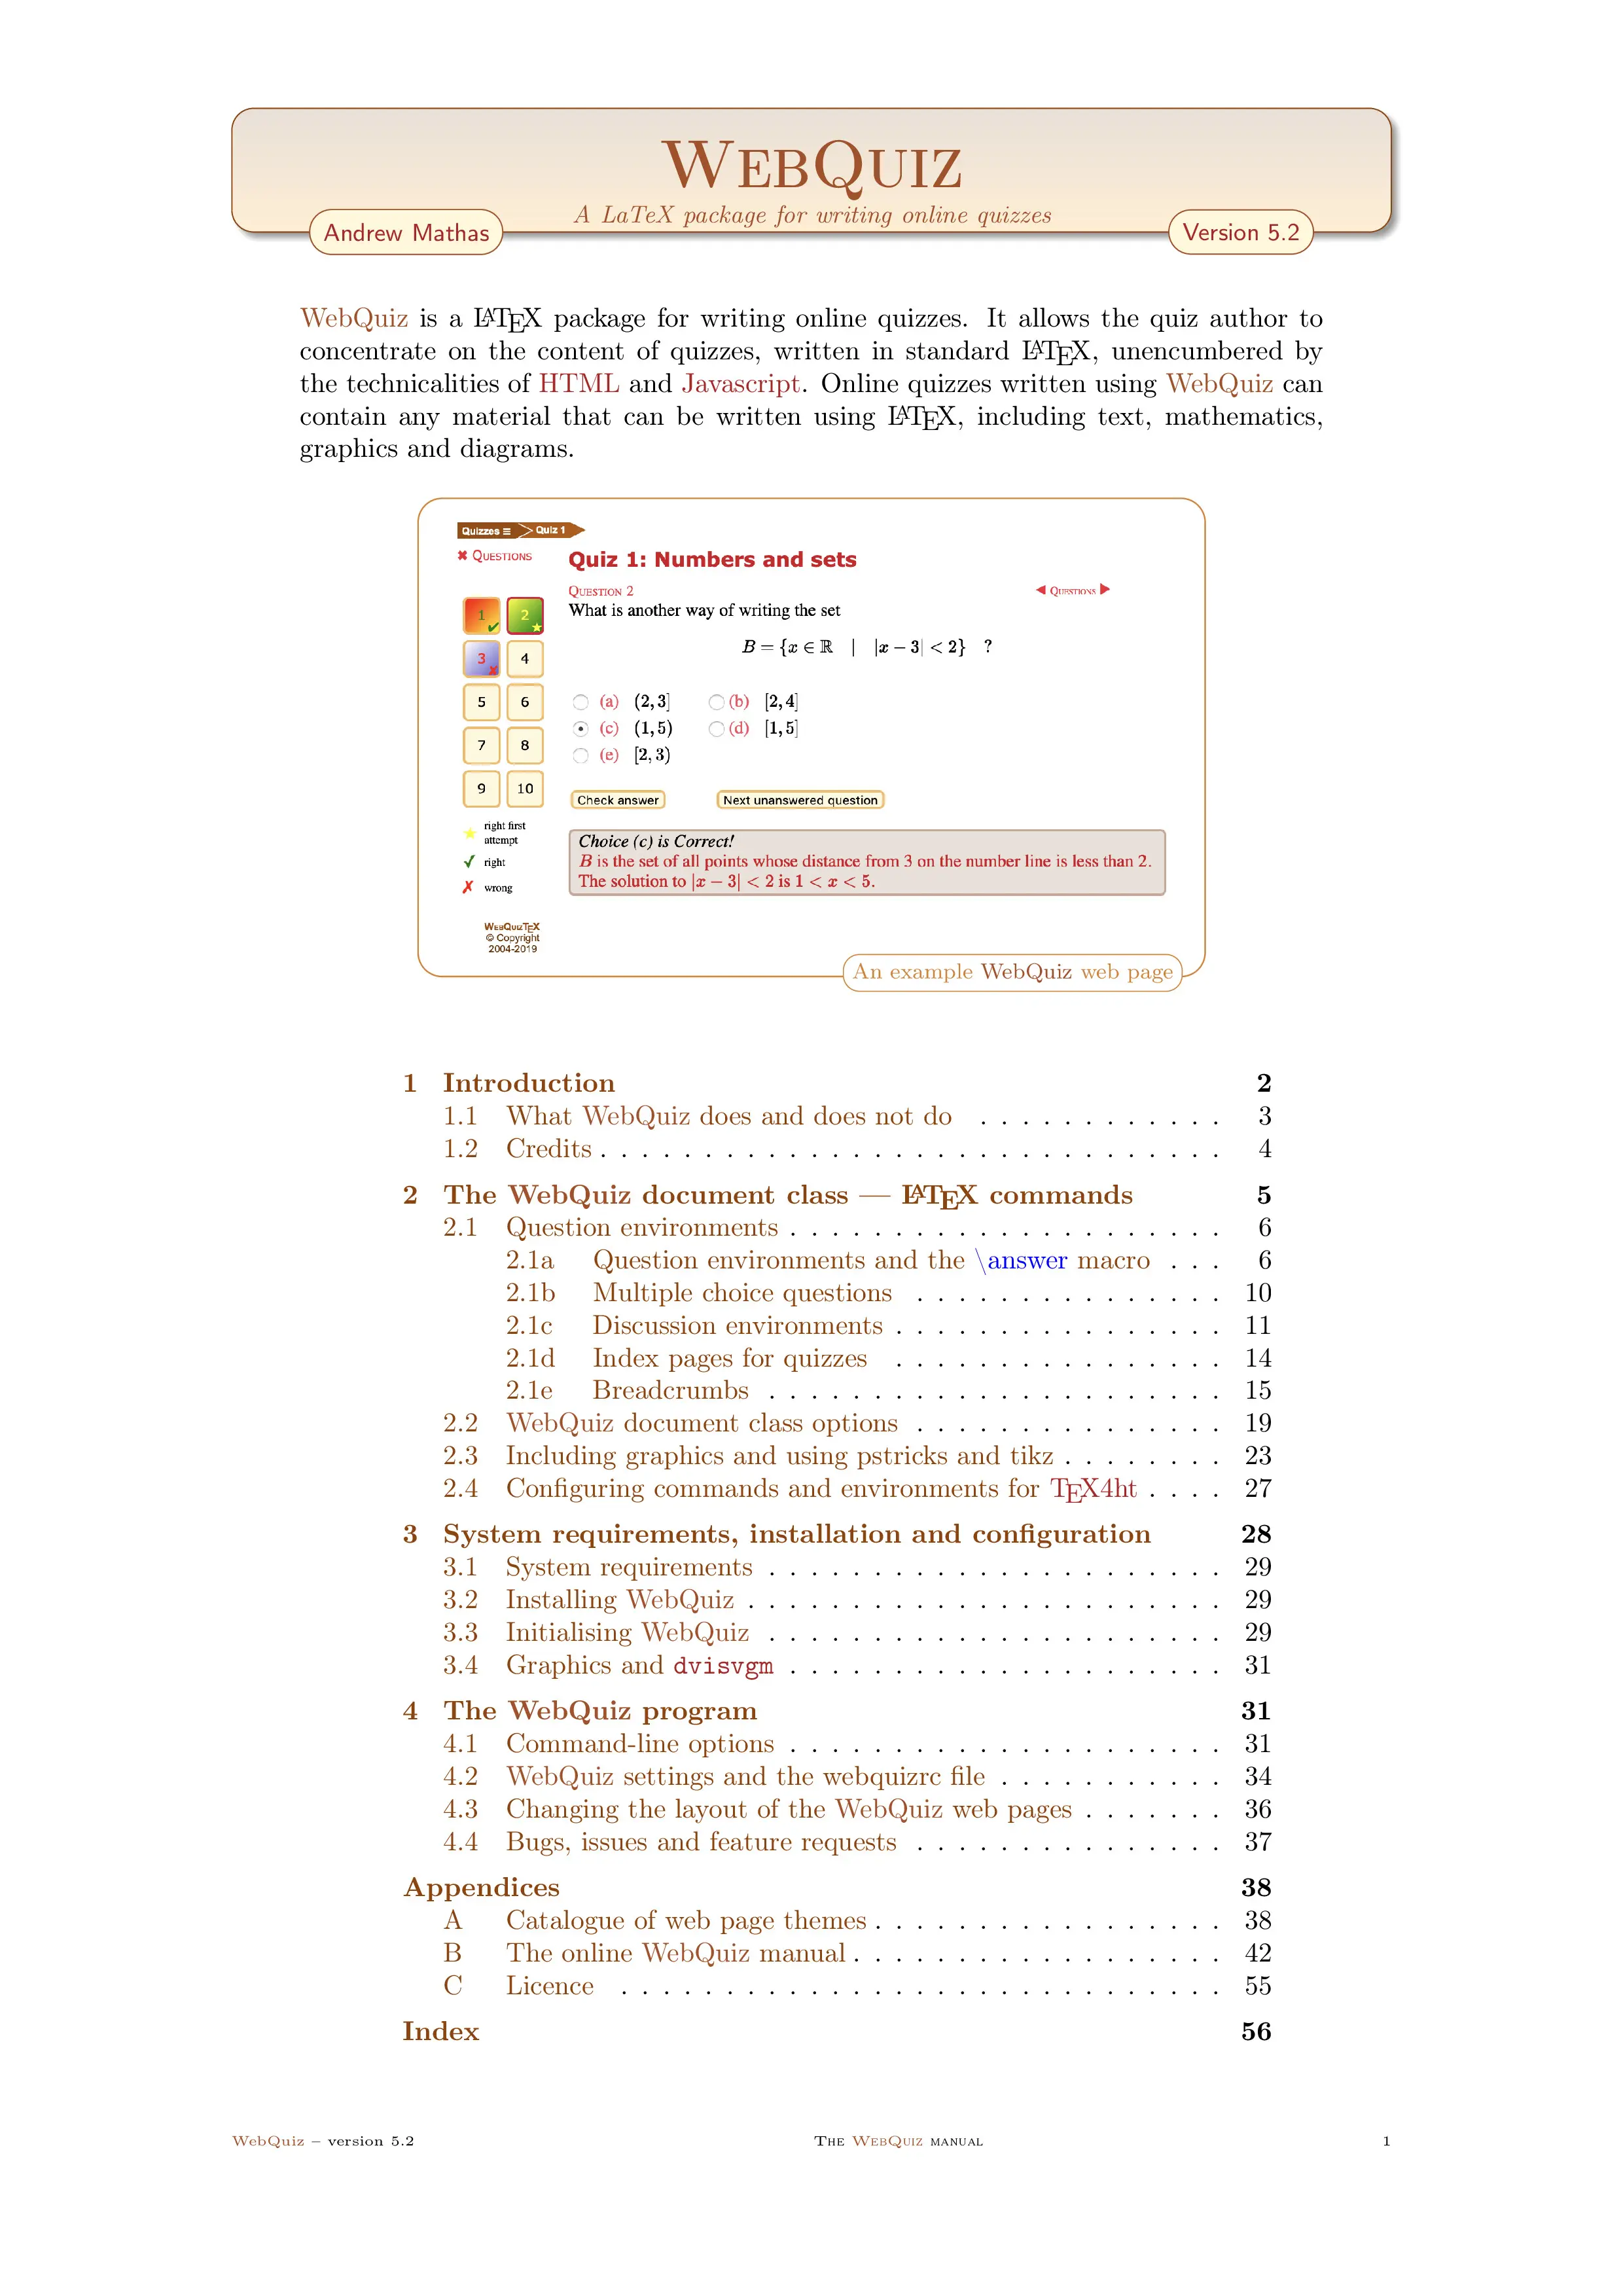 WEBQUIZ
A LaTeX package for writing online quizzes
Andrew Mathas
Version 5.2
WebQuiz is a LATEX package for writing online quizzes. It allows the quiz author to
concentrate on the content of quizzes, written in standard LATEX, unencumbered by
the technicalities of HTML and Javascript. Online quizzes written using WebQuiz can
contain any material that can be written using LATEX, including text, mathematics,
graphics and diagrams.
Quizzes ≡ Quiz 1
✖ QUESTIONS
Quiz 1: Numbers and sets
QUESTION 2 ◀ QUESTIONS ▶
What is another way of writing the set
B = {x ∈ ℝ | |x − 3| < 2} ?
1 ✔ 2 ★
3 ✘ 4
5 6
7 8
9 10
(a) (2, 3] (b) [2, 4]
(c) (1, 5) (d) [1, 5]
(e) [2, 3)
Check answer Next unanswered question
★ right first
attempt
✓ right
✗ wrong
Choice (c) is Correct!
B is the set of all points whose distance from 3 on the number line is less than 2.
The solution to |x − 3| < 2 is 1 < x < 5.
WEBQUIZTEX
© Copyright
2004-2019
An example WebQuiz web page
1 Introduction 2
1.1 What WebQuiz does and does not do . . . . . . . . . . . . 3
1.2 Credits . . . . . . . . . . . . . . . . . . . . . . . . . . . . . . 4
2 The WebQuiz document class — LATEX commands 5
2.1 Question environments . . . . . . . . . . . . . . . . . . . . . 6
2.1a Question environments and the \answer macro . . . 6
2.1b Multiple choice questions . . . . . . . . . . . . . . . 10
2.1c Discussion environments . . . . . . . . . . . . . . . . 11
2.1d Index pages for quizzes . . . . . . . . . . . . . . . . 14
2.1e Breadcrumbs . . . . . . . . . . . . . . . . . . . . . . 15
2.2 WebQuiz document class options . . . . . . . . . . . . . . . 19
2.3 Including graphics and using pstricks and tikz . . . . . . . . 23
2.4 Configuring commands and environments for TEX4ht . . . . 27
3 System requirements, installation and configuration 28
3.1 System requirements . . . . . . . . . . . . . . . . . . . . . . 29
3.2 Installing WebQuiz . . . . . . . . . . . . . . . . . . . . . . . 29
3.3 Initialising WebQuiz . . . . . . . . . . . . . . . . . . . . . . 29
3.4 Graphics and dvisvgm . . . . . . . . . . . . . . . . . . . . . 31
4 The WebQuiz program 31
4.1 Command-line options . . . . . . . . . . . . . . . . . . . . . 31
4.2 WebQuiz settings and the webquizrc file . . . . . . . . . . . 34
4.3 Changing the layout of the WebQuiz web pages . . . . . . . 36
4.4 Bugs, issues and feature requests . . . . . . . . . . . . . . . 37
Appendices 38
A Catalogue of web page themes . . . . . . . . . . . . . . . . . 38
B The online WebQuiz manual . . . . . . . . . . . . . . . . . . 42
C Licence . . . . . . . . . . . . . . . . . . . . . . . . . . . . . 55
Index 56
WebQuiz – version 5.2 THE WEBQUIZ MANUAL 1